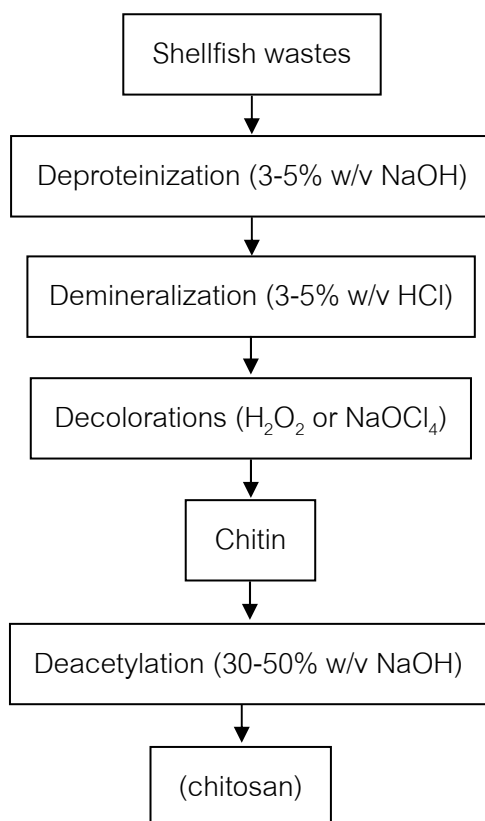 Shellfish wastes
Deproteinization (3-5% w/v NaOH)
Demineralization (3-5% w/v HCl)
Decolorations (H₂O₂ or NaOCl₄)
Chitin
Deacetylation (30-50% w/v NaOH)
(chitosan)